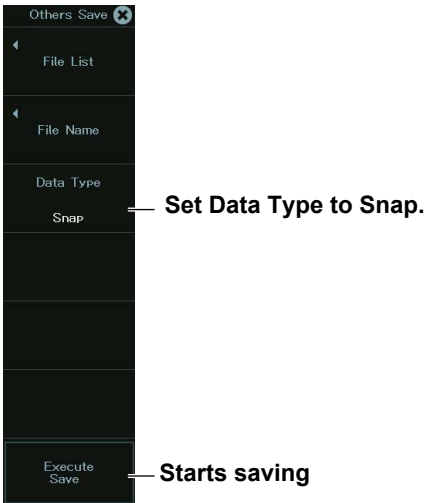 Others Save
File List
File Name
Data Type
Snap
Set Data Type to Snap.
Execute
Save
Starts saving